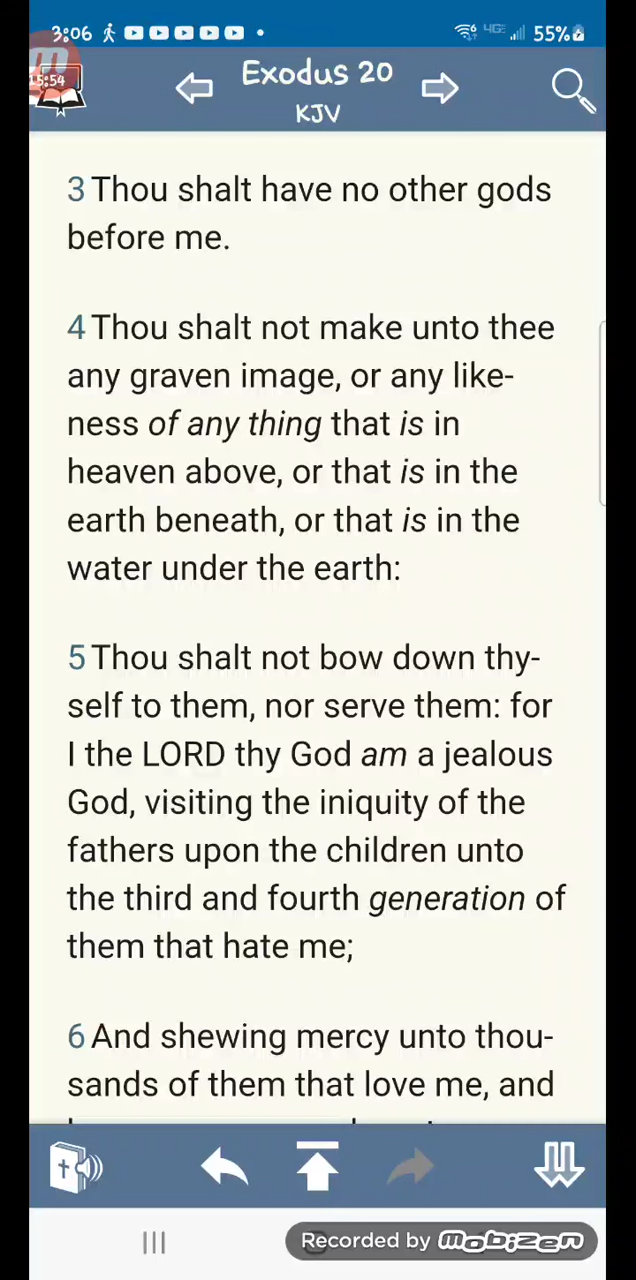 3:06 4GE 55%
15:54
Exodus 20
KJV
3 Thou shalt have no other gods
before me.
4 Thou shalt not make unto thee
any graven image, or any like-
ness of any thing that is in
heaven above, or that is in the
earth beneath, or that is in the
water under the earth:
5 Thou shalt not bow down thy-
self to them, nor serve them: for
I the LORD thy God am a jealous
God, visiting the iniquity of the
fathers upon the children unto
the third and fourth generation of
them that hate me;
6 And shewing mercy unto thou-
sands of them that love me, and
Recorded by mobizen